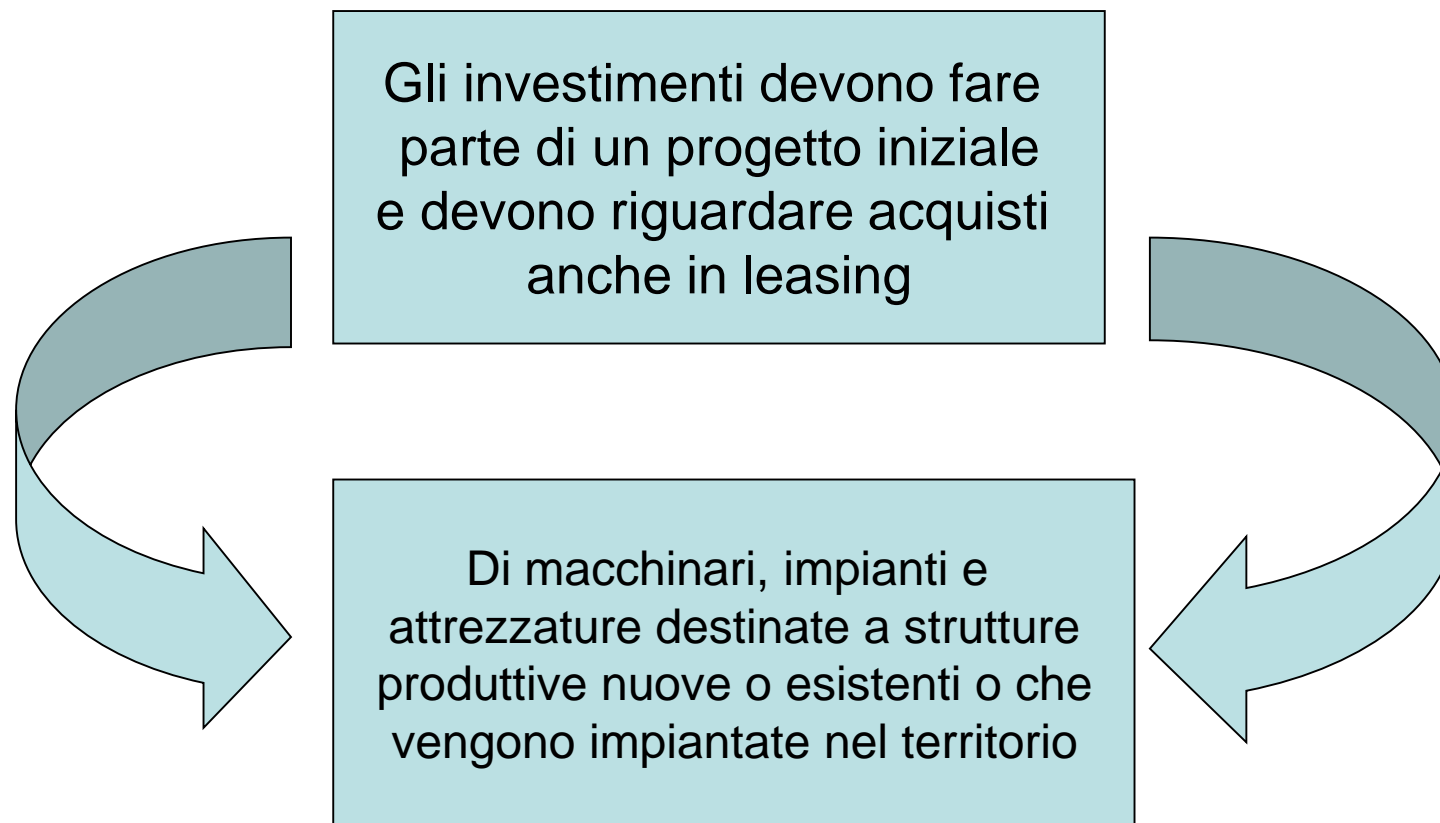 Gli investimenti devono fare
parte di un progetto iniziale
e devono riguardare acquisti
anche in leasing
Di macchinari, impianti e
attrezzature destinate a strutture
produttive nuove o esistenti o che
vengono impiantate nel territorio